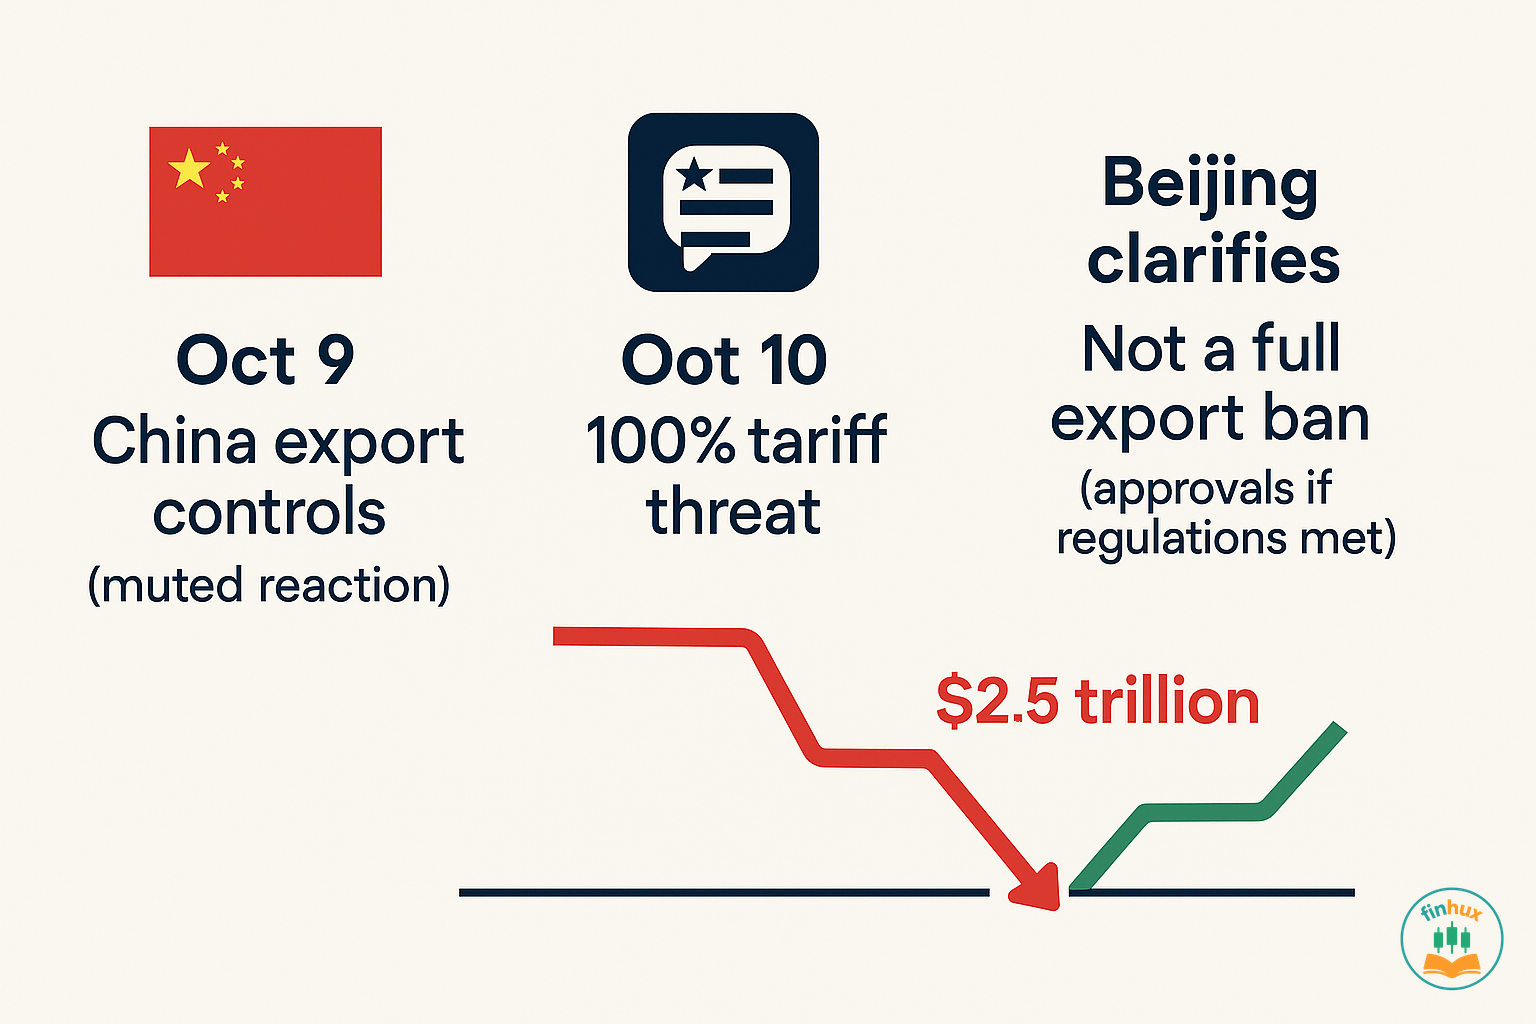 Oct 9
China export
controls
(muted reaction)
Oot 10
100% tariff
threat
Beijing
clarifies
Not a full
export ban
(approvals if
regulations met)
$2.5 trillion
finhux